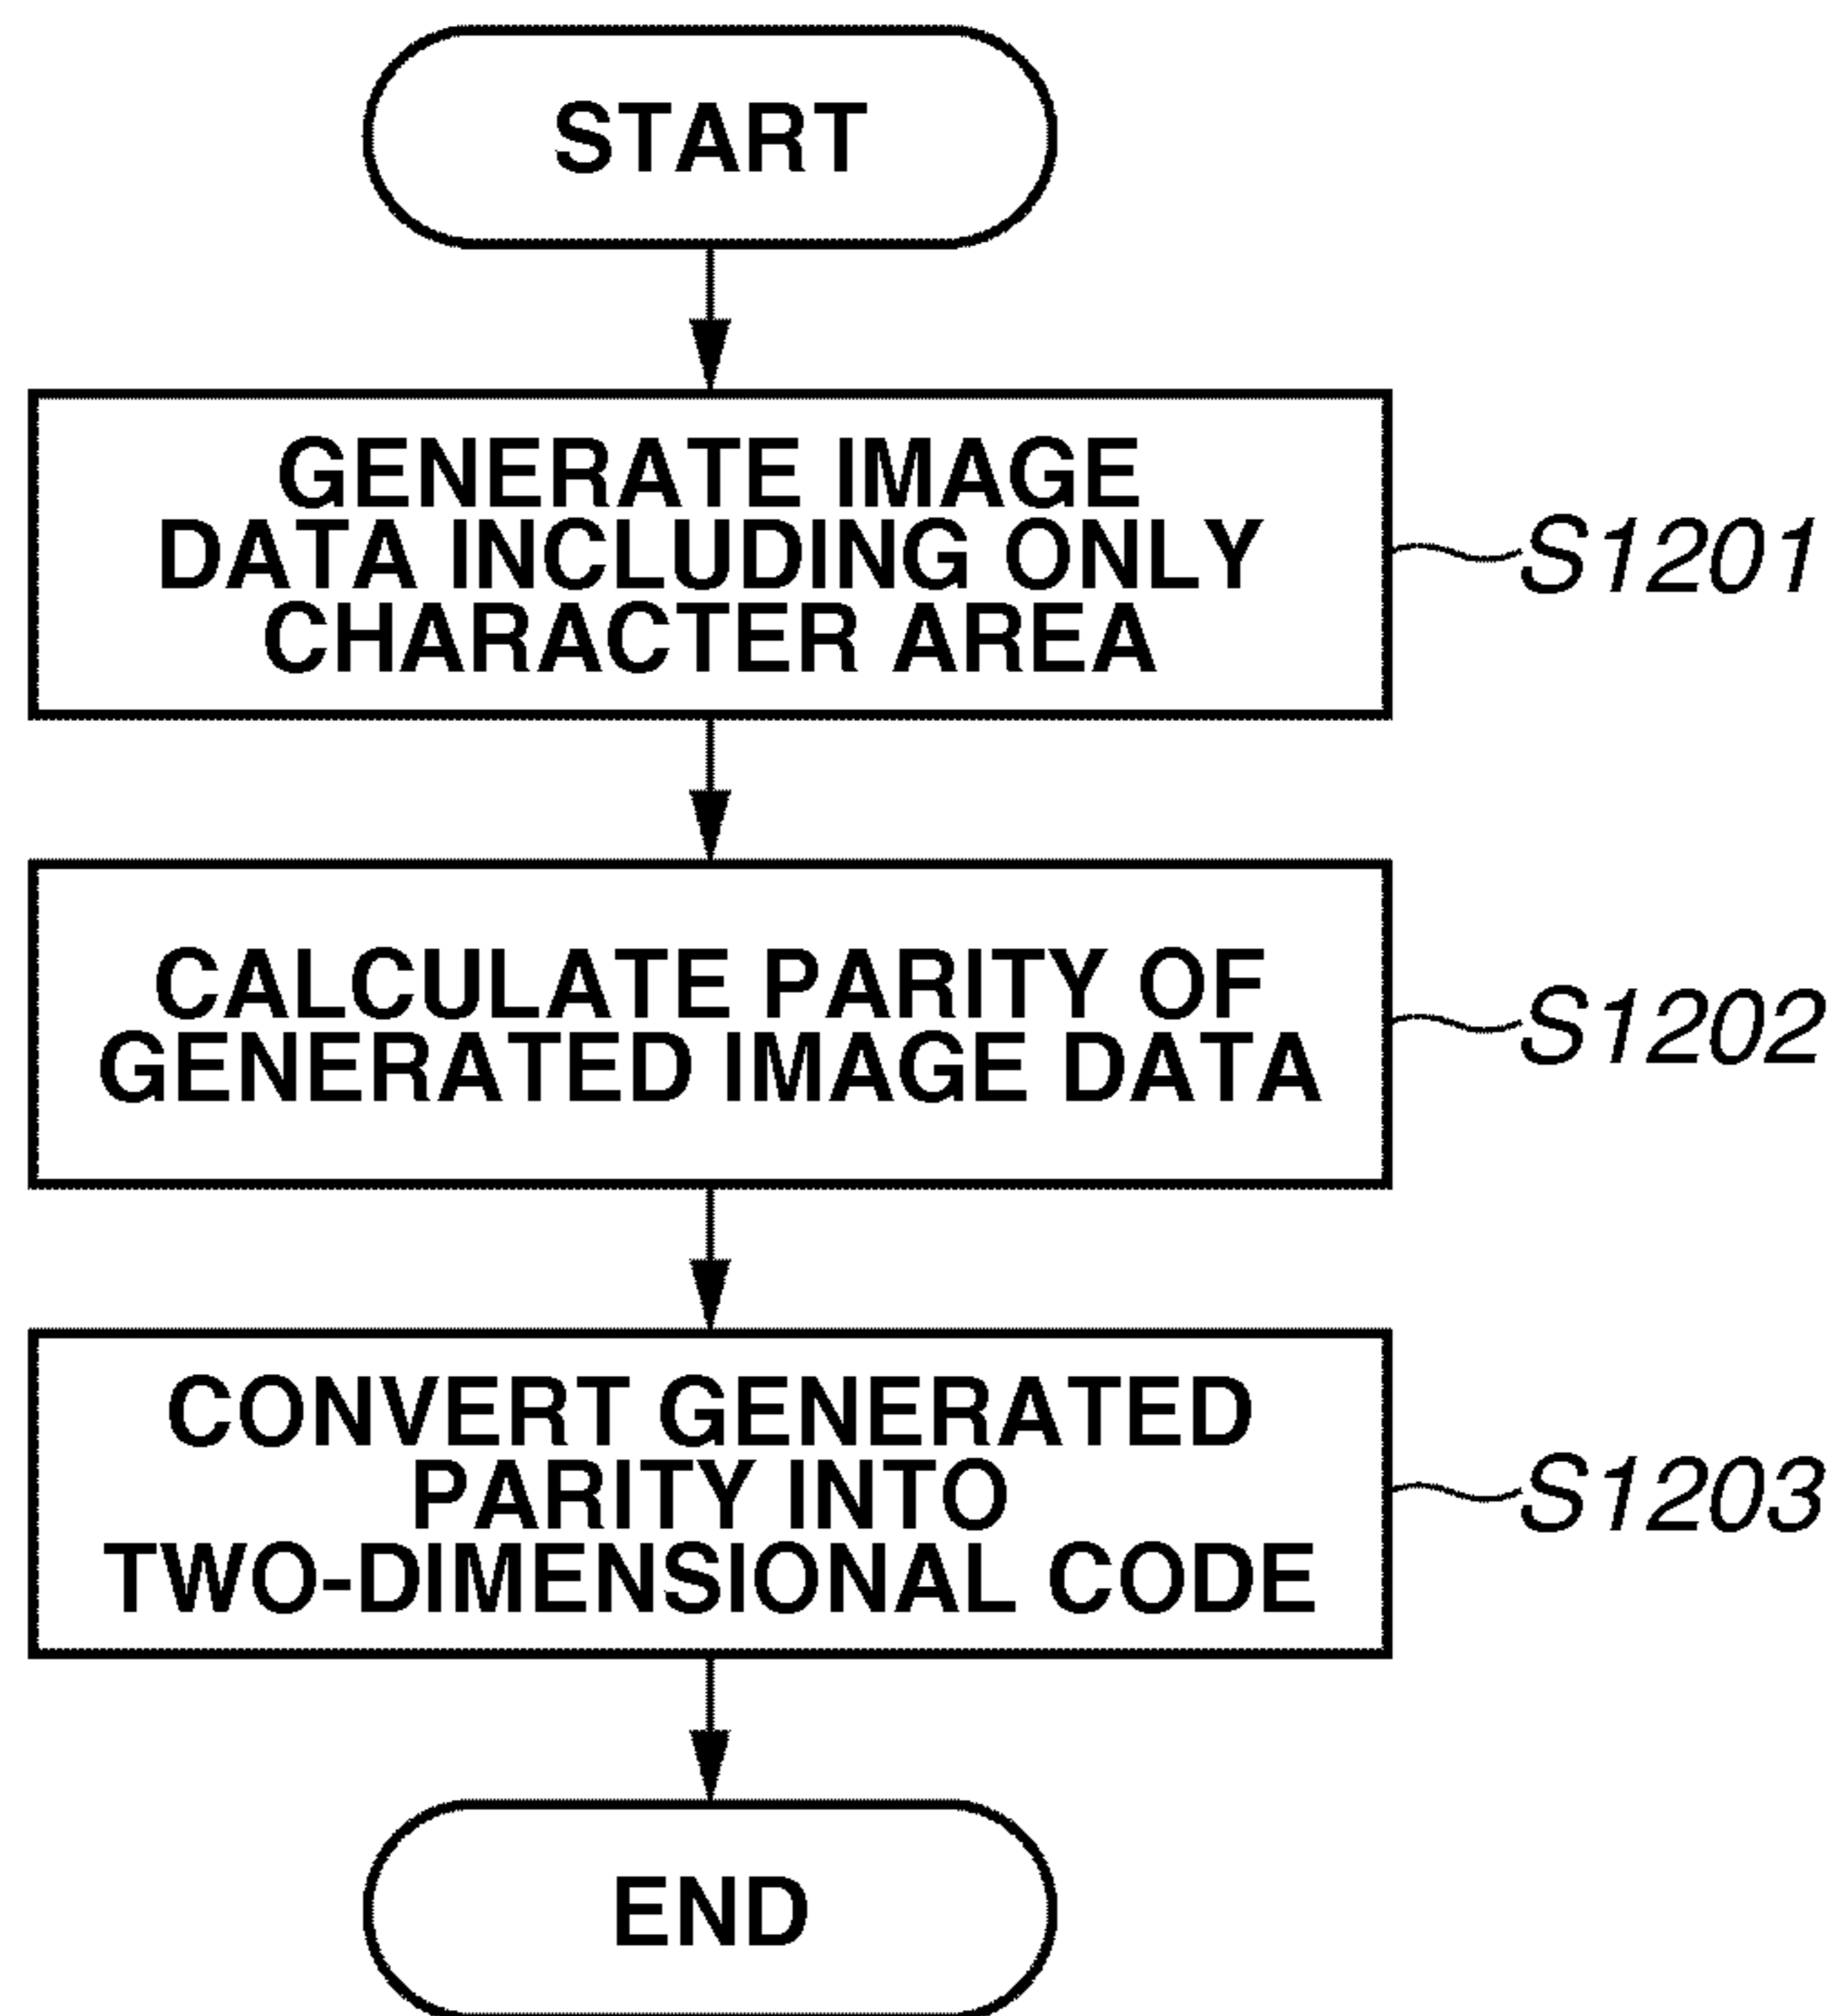 START
GENERATE IMAGE
DATA INCLUDING ONLY
CHARACTER AREA
S1201
CALCULATE PARITY OF
GENERATED IMAGE DATA
S1202
CONVERT GENERATED
PARITY INTO
TWO-DIMENSIONAL CODE
S1203
END